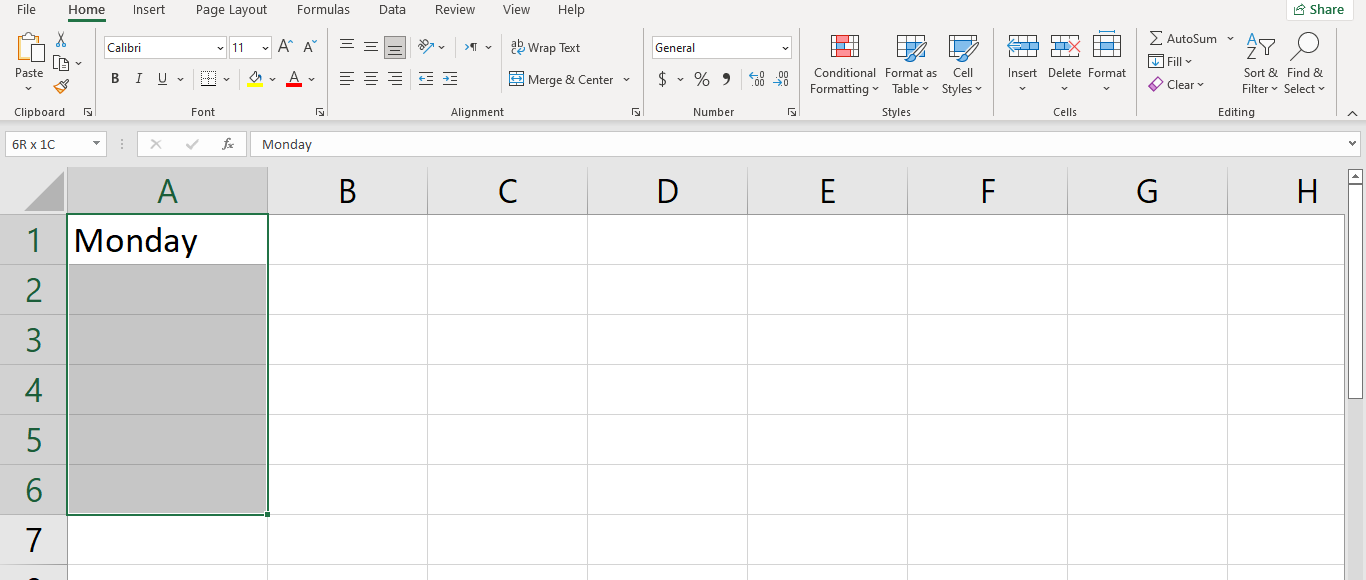 File Home Insert Page Layout Formulas Data Review View Help Share
Calibri 11 A A ab Wrap Text General AutoSum
Paste B I U A Merge & Center $ % .00 .00 Conditional Formatting Format as Table Cell Styles Insert Delete Format Fill Clear Sort & Filter Find & Select
Clipboard Font Alignment Number Styles Cells Editing
6R x 1C fx Monday
A B C D E F G H
1 Monday
2
3
4
5
6
7